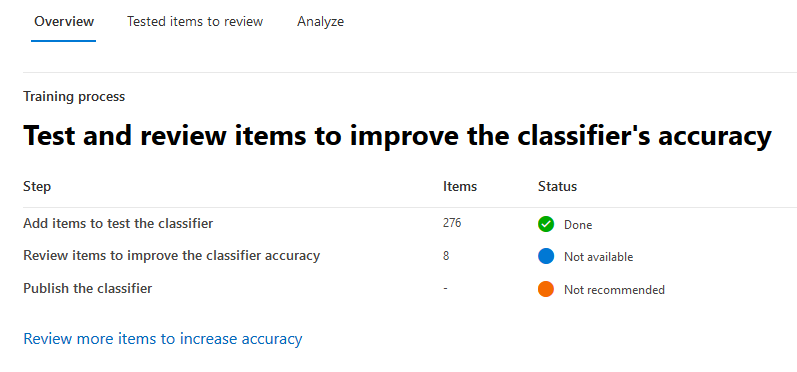 Overview Tested items to review Analyze
Training process
Test and review items to improve the classifier's accuracy
Step Items Status
Add items to test the classifier 276 Done
Review items to improve the classifier accuracy 8 Not available
Publish the classifier - Not recommended
Review more items to increase accuracy